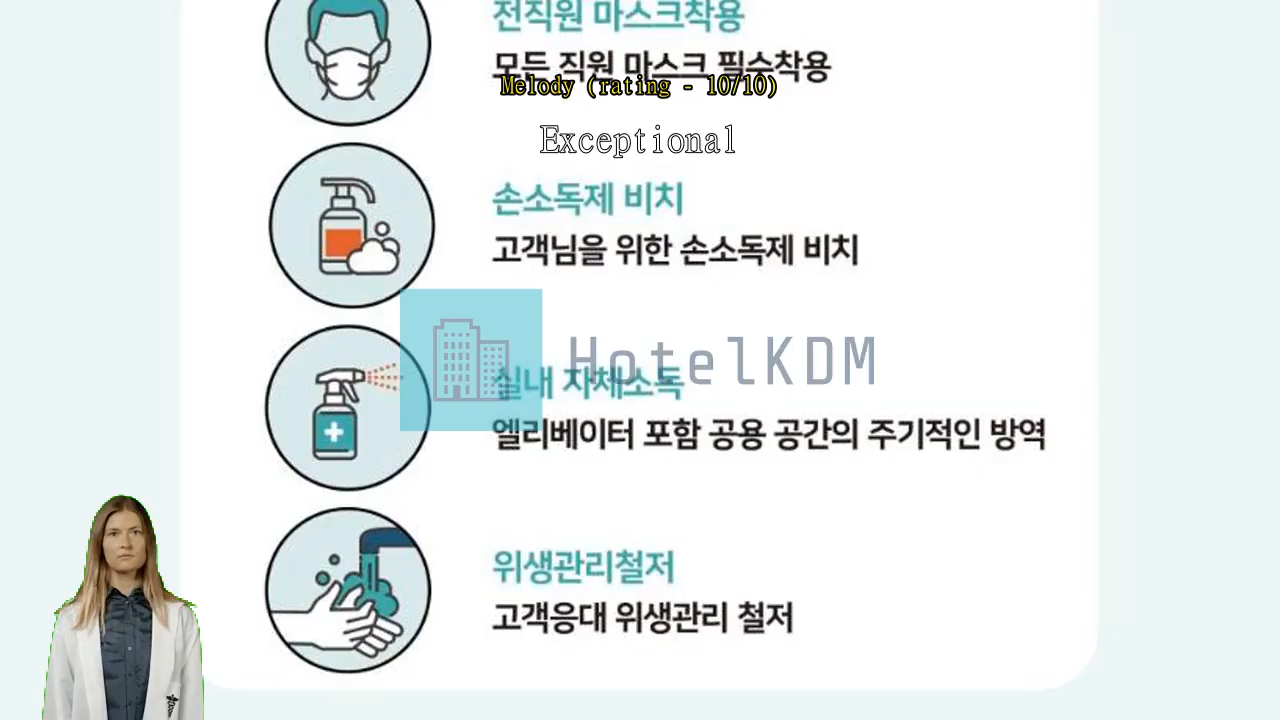 전직원 마스크착용
모든 직원 마스크 필수착용
Melody (rating - 10/10)
Exceptional
손소독제 비치
고객님을 위한 손소독제 비치
HotelKDM
실내 자체소독
엘리베이터 포함 공용 공간의 주기적인 방역
위생관리철저
고객응대 위생관리 철저